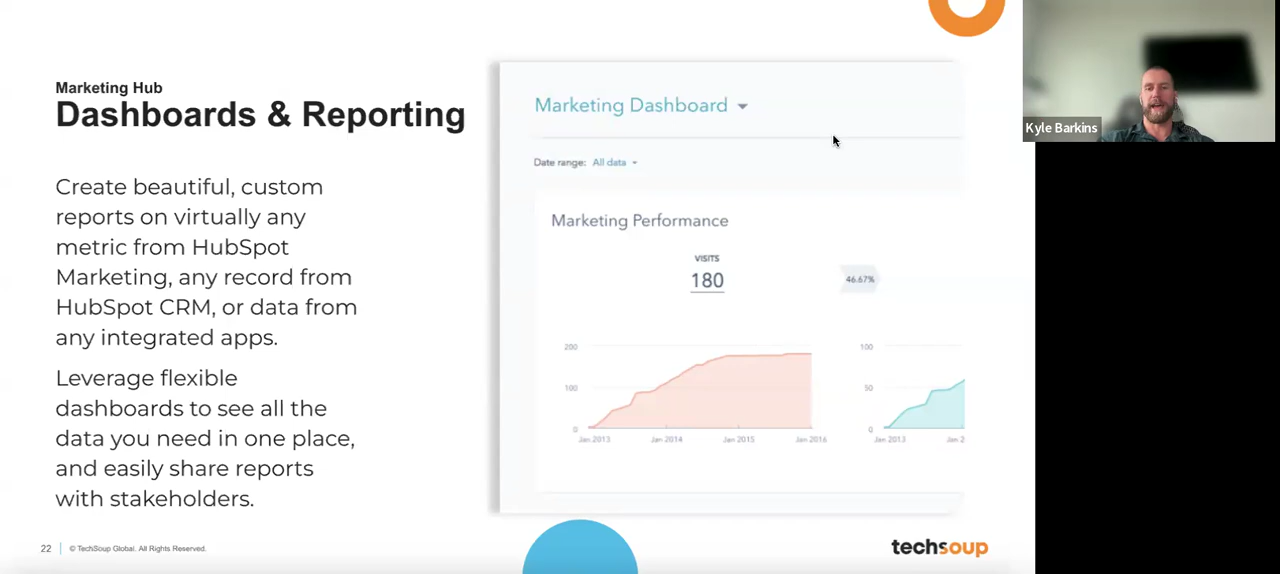 Marketing Hub
Dashboards & Reporting
Create beautiful, custom
reports on virtually any
metric from HubSpot
Marketing, any record from
HubSpot CRM, or data from
any integrated apps.
Leverage flexible
dashboards to see all the
data you need in one place,
and easily share reports
with stakeholders.
Marketing Dashboard
Date range: All data
Marketing Performance
VISITS
180
46.67%
200
100
0
Jan 2013 Jan 2014 Jan 2015 Jan 2016
100
50
0
Jan 2013 Jan 2
22 | © TechSoup Global. All Rights Reserved.
techsoup
Kyle Barkins